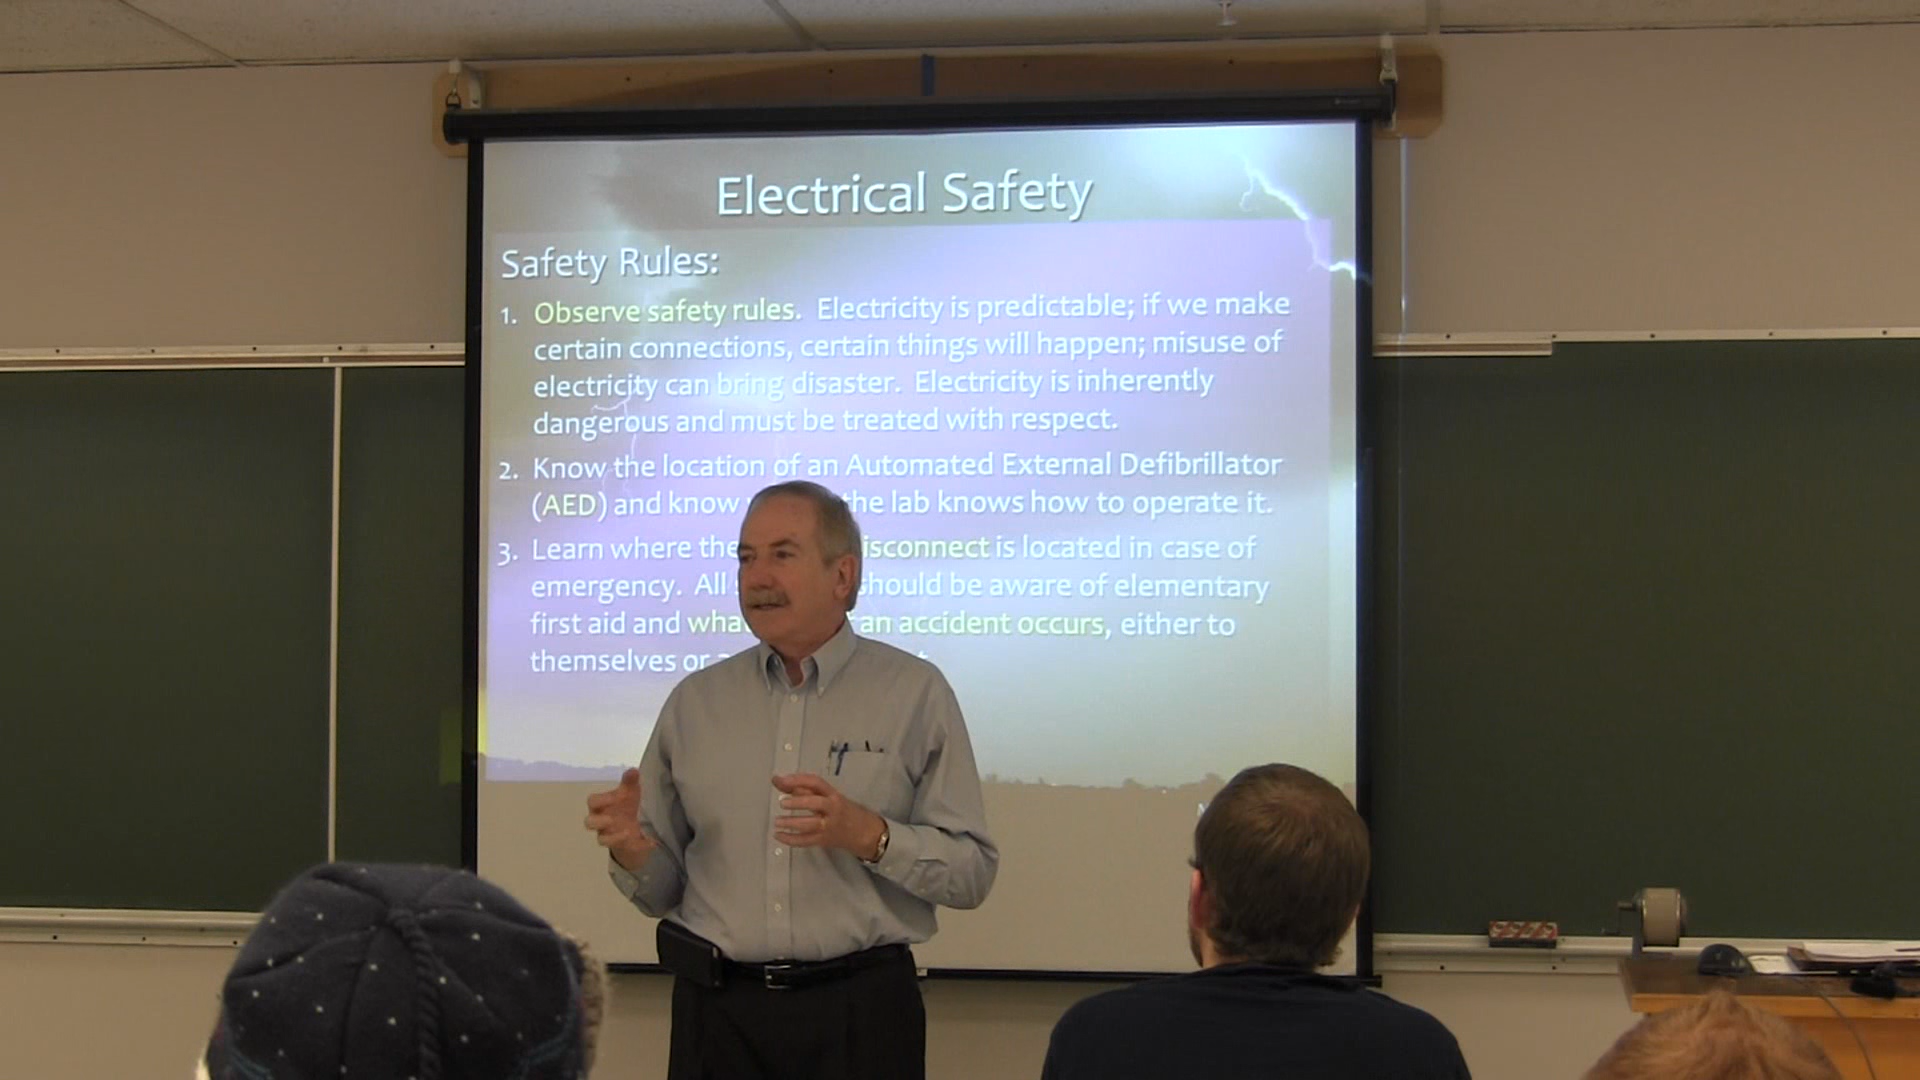 Electrical Safety
Safety Rules:
1. Observe safety rules. Electricity is predictable; if we make
certain connections, certain things will happen; misuse of
electricity can bring disaster. Electricity is inherently
dangerous and must be treated with respect.
2. Know the location of an Automated External Defibrillator
(AED) and know the lab knows how to operate it.
3. Learn where the isconnect is located in case of
emergency. All should be aware of elementary
first aid and what an accident occurs, either to
themselves or